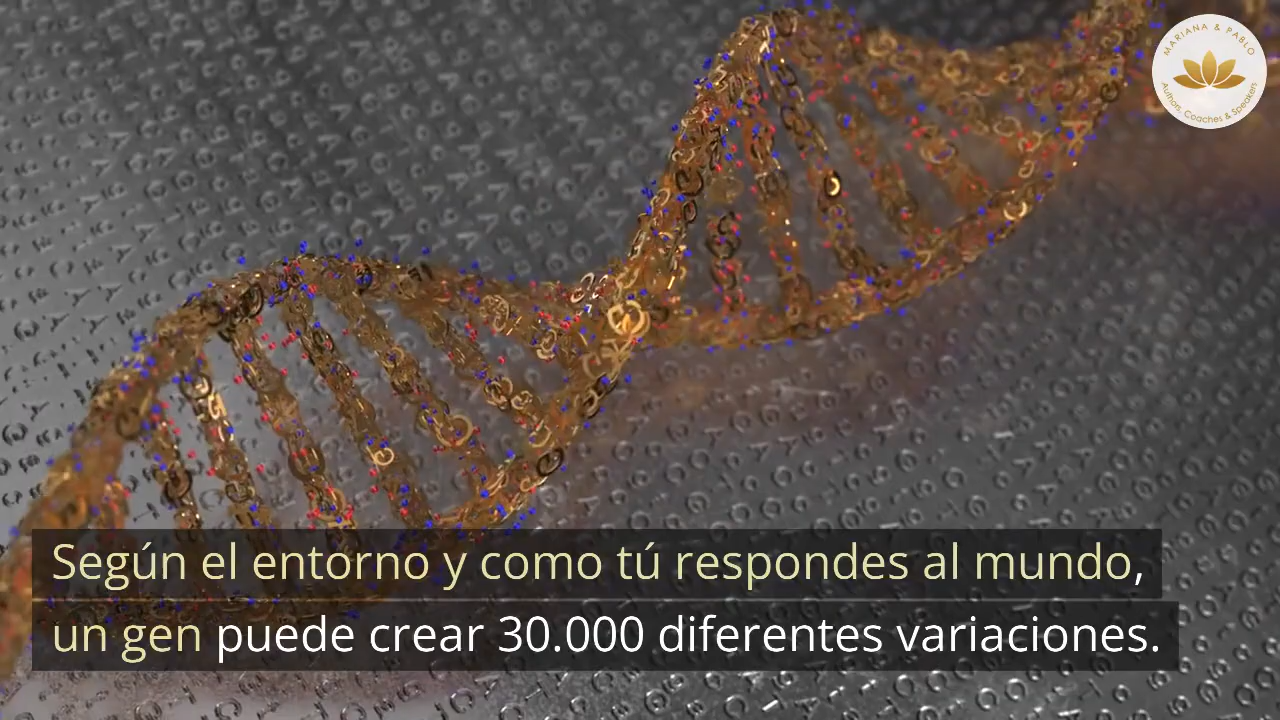 MARIANA & PABLO
Authors, Coaches & Speakers
Según el entorno y como tú respondes al mundo,
un gen puede crear 30.000 diferentes variaciones.